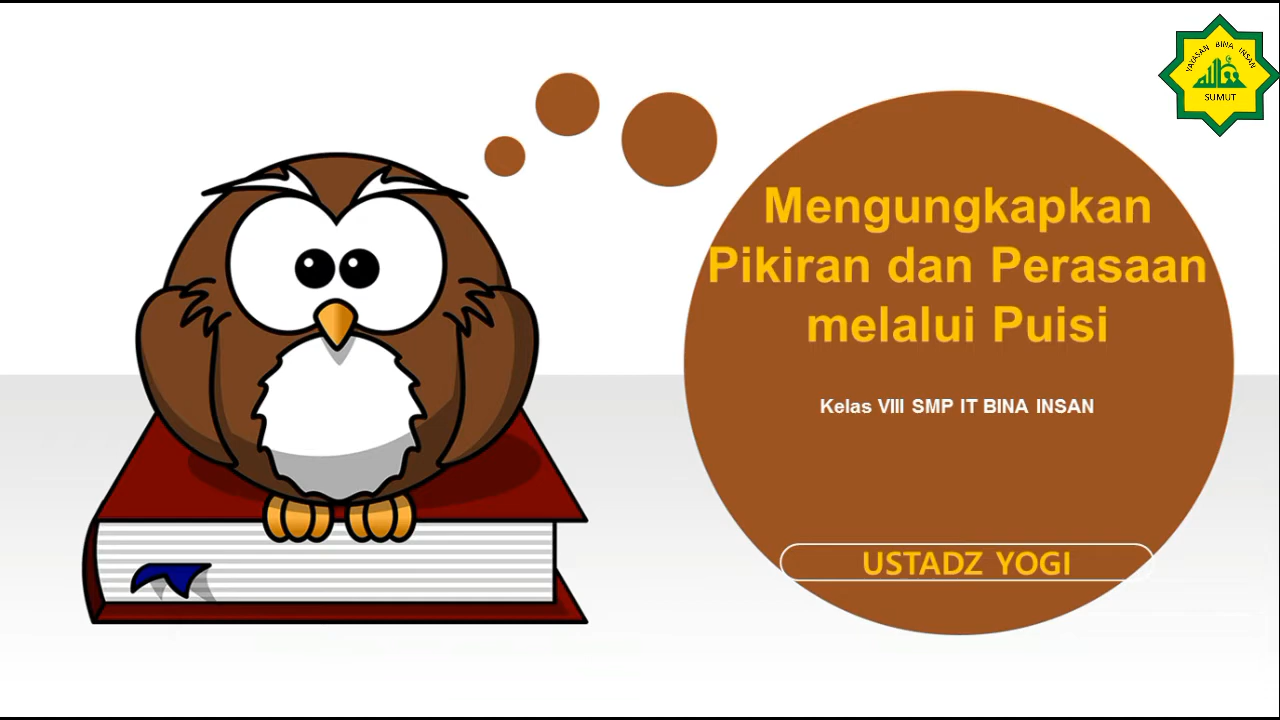 YAYASAN BINA INSAN
SUMUT
Mengungkapkan
Pikiran dan Perasaan
melalui Puisi
Kelas VIII SMP IT BINA INSAN
USTADZ YOGI